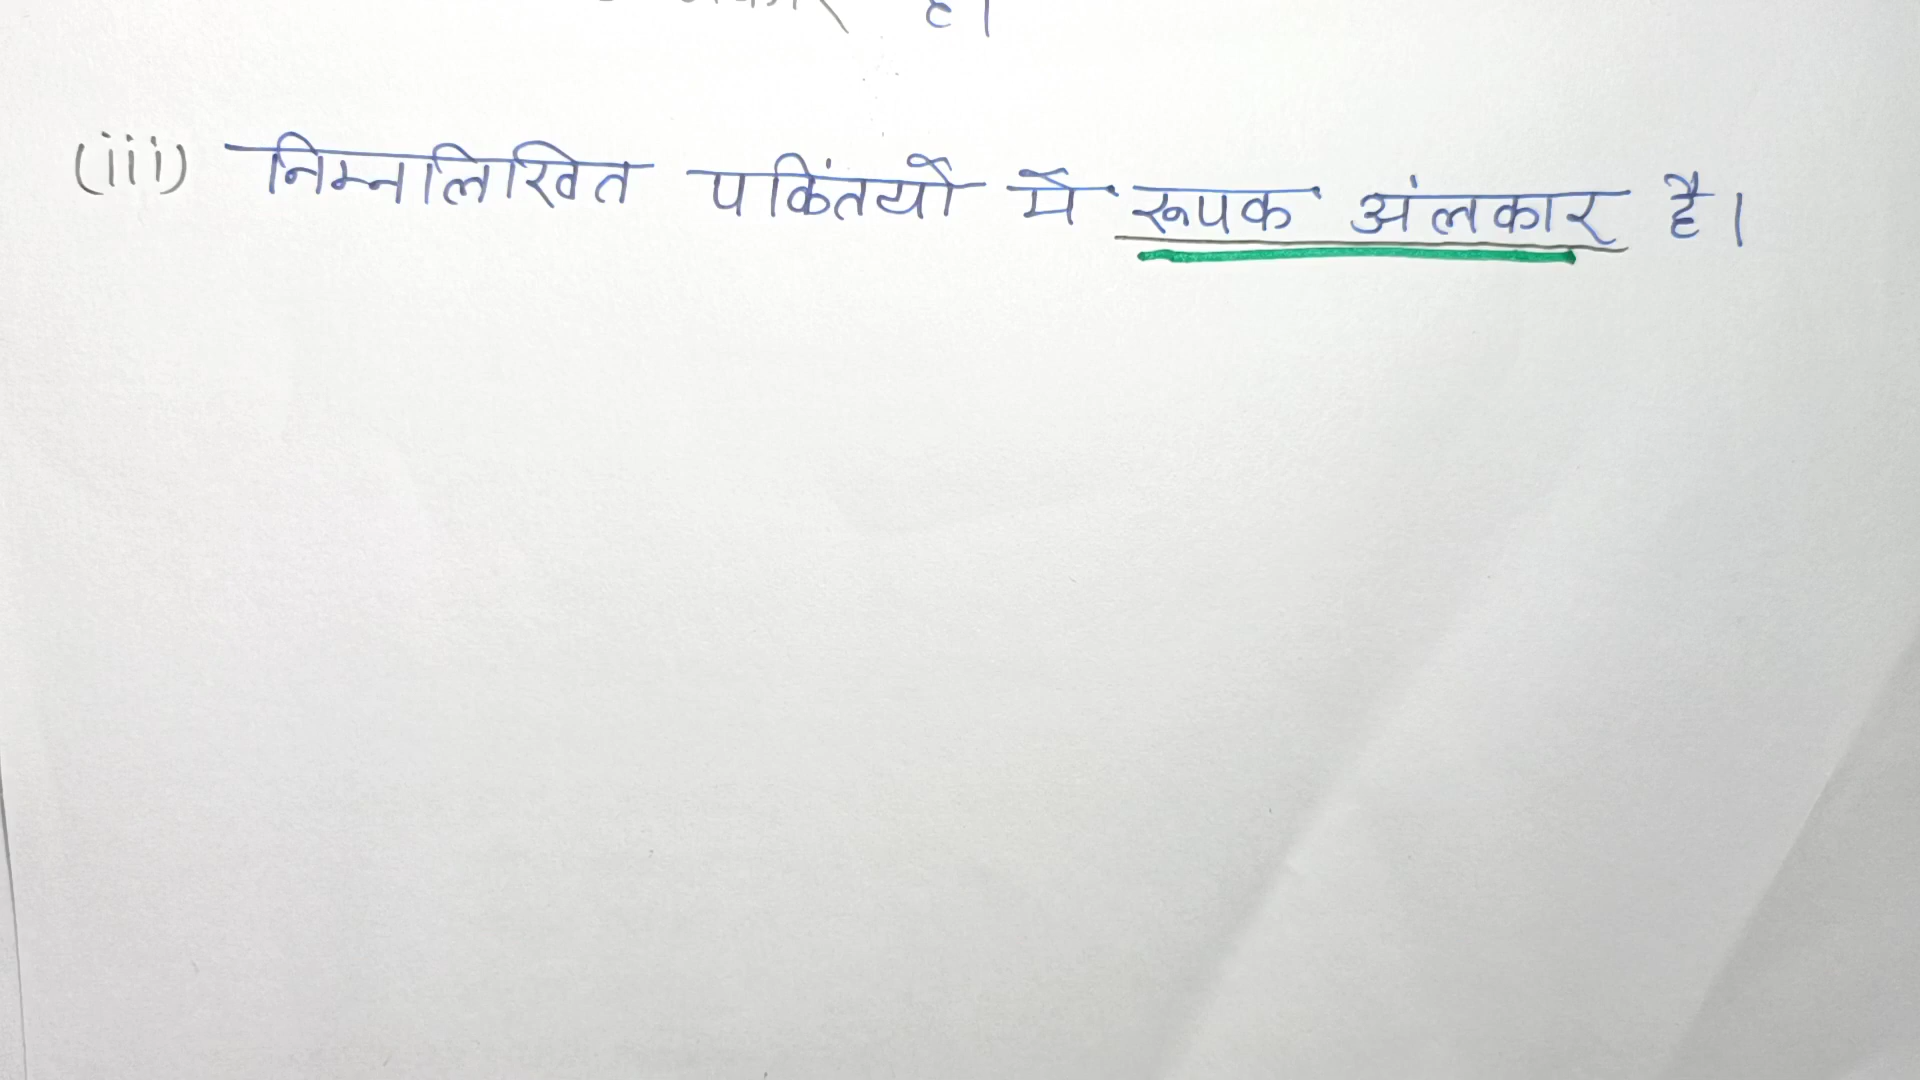 है।
(iii) निम्नलिखित पकिंतयों में रूपक अंलकार है।